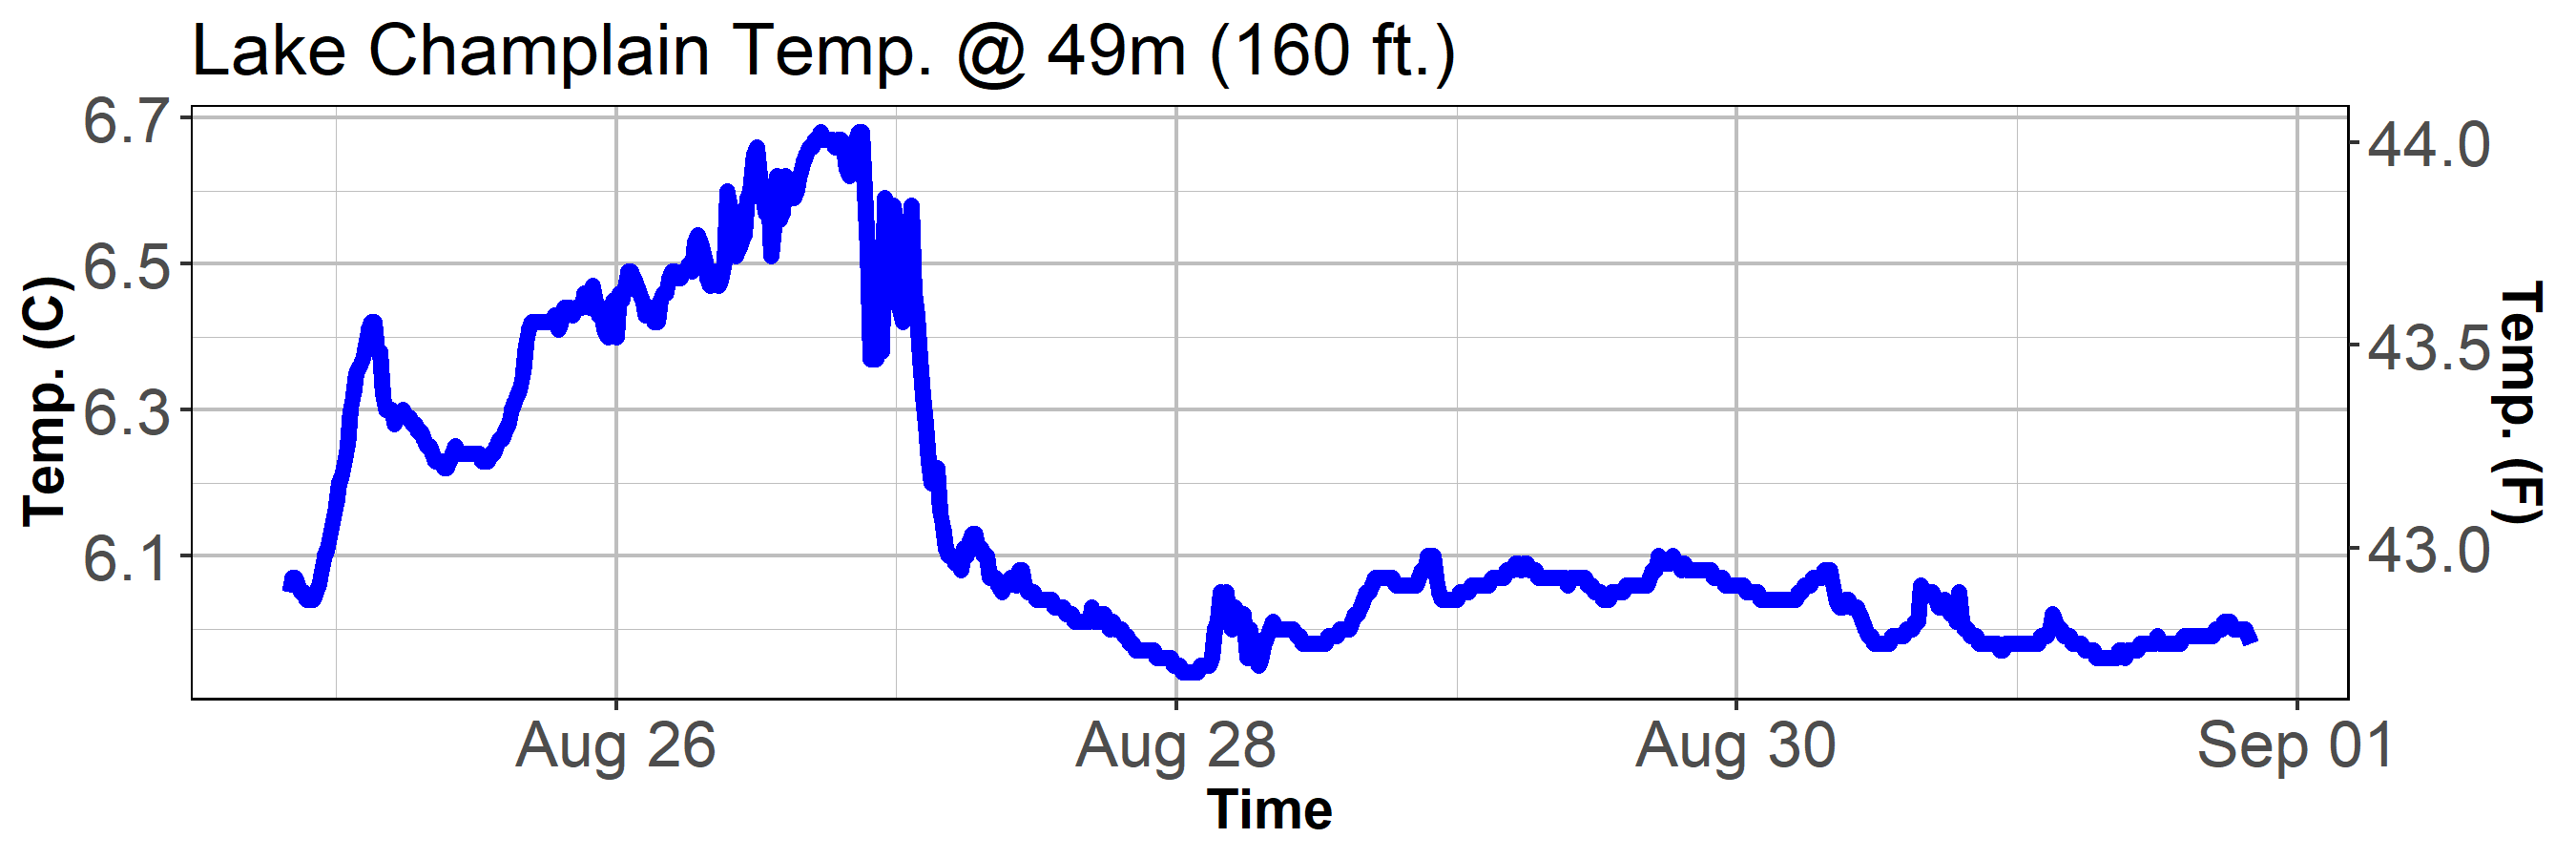 Lake Champlain Temp. @ 49m (160 ft.)
6.7
6.5
6.3
6.1
Temp. (C)
44.0
43.5
43.0
Temp. (F)
Aug 26
Aug 28
Aug 30
Sep 01
Time